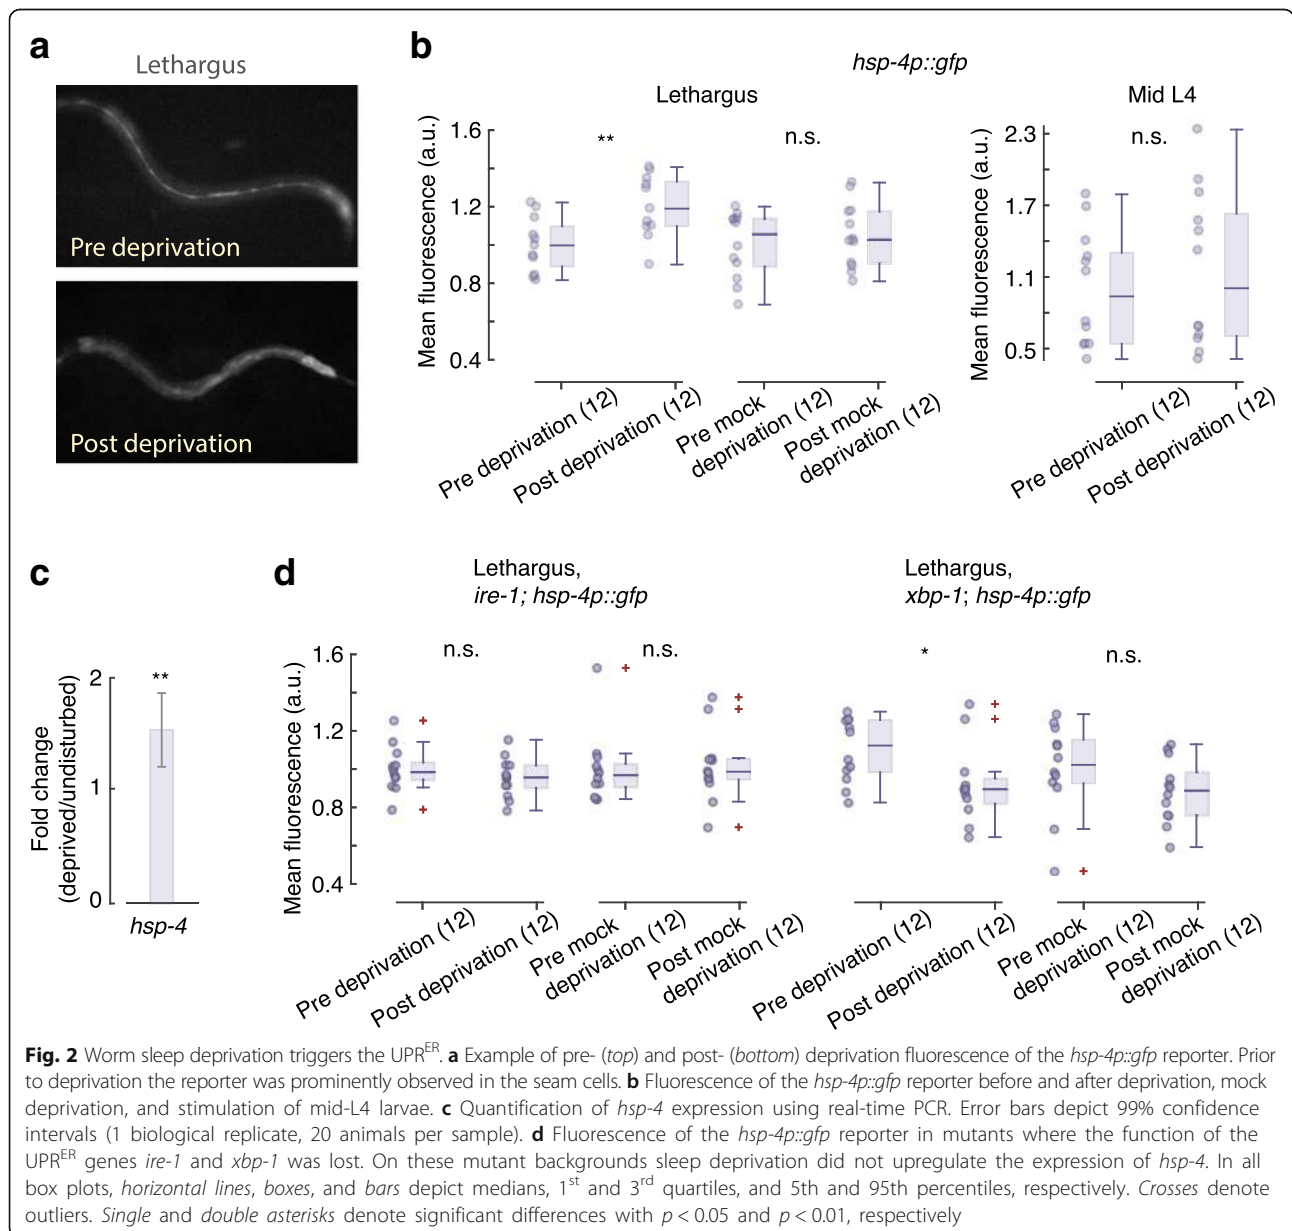 a
Lethargus
Pre deprivation
Post deprivation
b
hsp-4p::gfp
Lethargus
Mid L4
Mean fluorescence (a.u.)
1.6
1.2
0.8
0.4
**
n.s.
Pre deprivation (12)
Post deprivation (12)
Pre mock
deprivation (12)
Post mock
deprivation (12)
Mean fluorescence (a.u.)
2.3
1.7
1.1
0.5
n.s.
Pre deprivation (12)
Post deprivation (12)
c
Fold change
(deprived/undisturbed)
2
1
0
**
hsp-4
d
Lethargus,
ire-1; hsp-4p::gfp
Lethargus,
xbp-1; hsp-4p::gfp
Mean fluorescence (a.u.)
1.6
1.2
0.8
0.4
n.s.
n.s.
*
n.s.
Pre deprivation (12)
Post deprivation (12)
Pre mock
deprivation (12)
Post mock
deprivation (12)
Pre deprivation (12)
Post deprivation (12)
Pre mock
deprivation (12)
Post mock
deprivation (12)
Fig. 2 Worm sleep deprivation triggers the UPRᴱᴿ. a Example of pre- (top) and post- (bottom) deprivation fluorescence of the hsp-4p::gfp reporter. Prior
to deprivation the reporter was prominently observed in the seam cells. b Fluorescence of the hsp-4p::gfp reporter before and after deprivation, mock
deprivation, and stimulation of mid-L4 larvae. c Quantification of hsp-4 expression using real-time PCR. Error bars depict 99% confidence
intervals (1 biological replicate, 20 animals per sample). d Fluorescence of the hsp-4p::gfp reporter in mutants where the function of the
UPRᴱᴿ genes ire-1 and xbp-1 was lost. On these mutant backgrounds sleep deprivation did not upregulate the expression of hsp-4. In all
box plots, horizontal lines, boxes, and bars depict medians, 1ˢᵗ and 3ʳᵈ quartiles, and 5th and 95th percentiles, respectively. Crosses denote
outliers. Single and double asterisks denote significant differences with p < 0.05 and p < 0.01, respectively